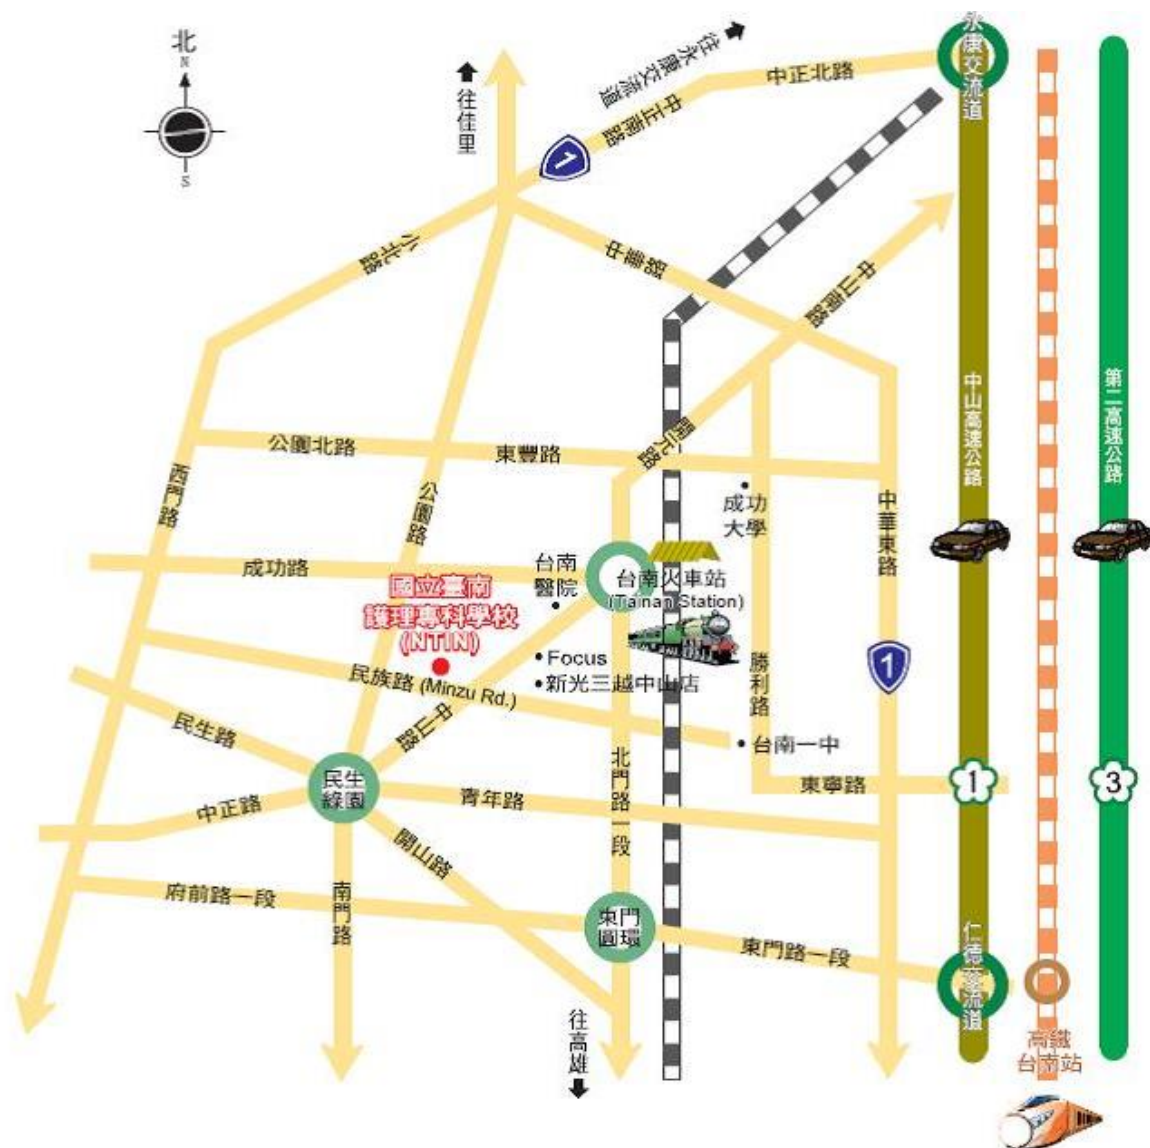 北
N
S
往佳里
往永康交流道
中正南路
中正北路
永康交流道
1
小北路
中華路
中山南路
開元路
公園北路
東豐路
西門路
公園路
成功大學
中華東路
中山高速公路
第二高速公路
成功路
台南
醫院
台南火車站
(Tainan Station)
國立臺南
護理專科學校
(NTIN)
Focus
新光三越中山店
民族路 (Minzu Rd.)
中山路
勝利路
1
台南一中
民生路
民生
綠園
中正路
青年路
北門路一段
東寧路
1
3
開山路
府前路一段
南門路
東門
圓環
東門路一段
仁德交流道
高鐵
台南站
往高雄